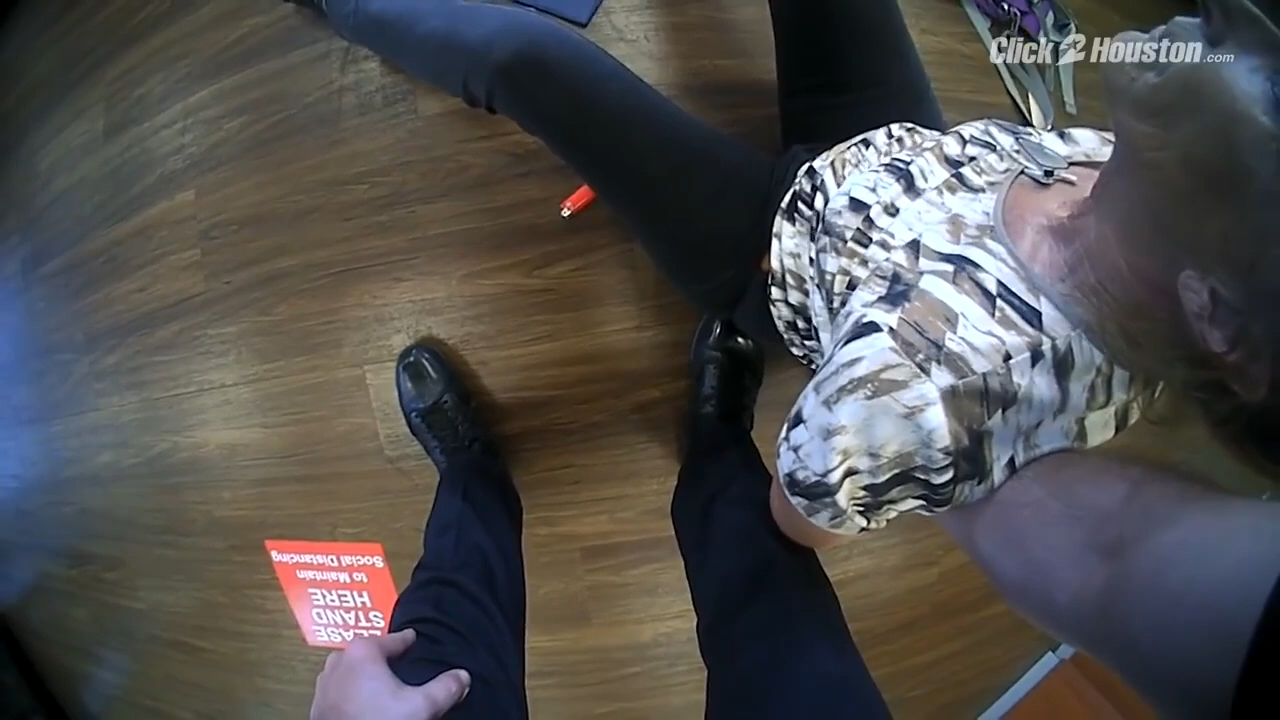 Click2Houston.com
LEASE
STAND
HERE
to Maintain
Social Distancing